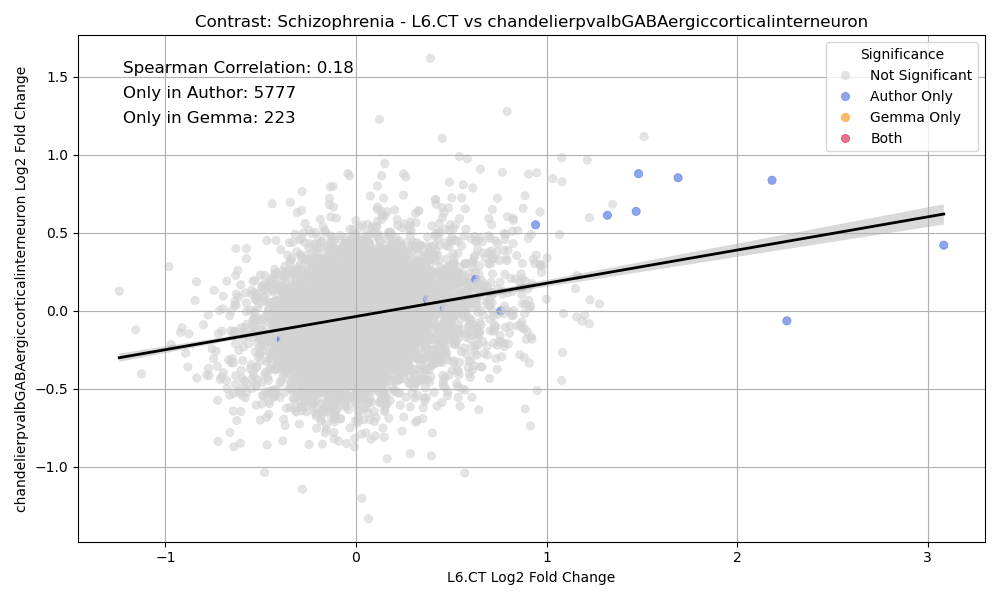 Contrast: Schizophrenia - L6.CT vs chandelierpvalbGABAergiccorticalinterneuron
Spearman Correlation: 0.18
Only in Author: 5777
Only in Gemma: 223
Significance
Not Significant
Author Only
Gemma Only
Both
chandelierpvalbGABAergiccorticalinterneuron Log2 Fold Change
1.5
1.0
0.5
0.0
−0.5
−1.0
−1
0
1
2
3
L6.CT Log2 Fold Change